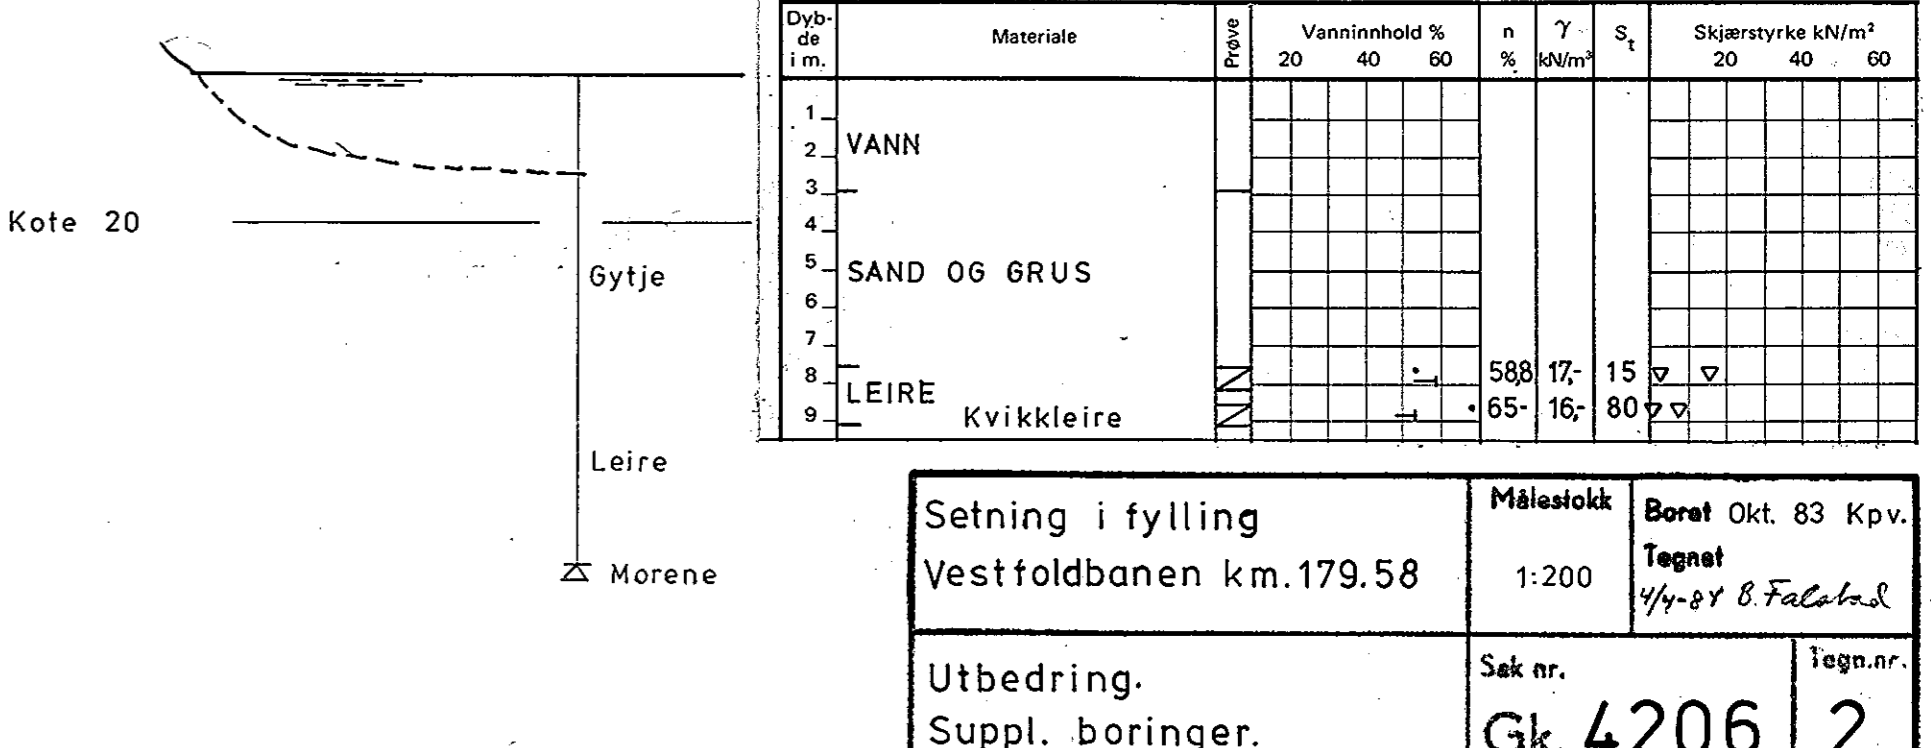 Dyb-
de
i m.
Materiale
Prøve
Vanninnhold %
20 40 60
n
%
γ
kN/m³
St
Skjærstyrke kN/m²
20 40 60
1
2
VANN
3
4
5
SAND OG GRUS
6
7
8
LEIRE
588 17,- 15
9
Kvikkleire
65- 16,- 80
Kote 20
Gytje
Leire
Morene
Setning i fylling
Vestfoldbanen km.179.58
Målestokk
1:200
Boret Okt. 83 Kpv.
Tegnet
4/4-84 B. Falstad
Utbedring.
Suppl. boringer.
Sak nr.
Gk. 4206
Tegn.nr.
2